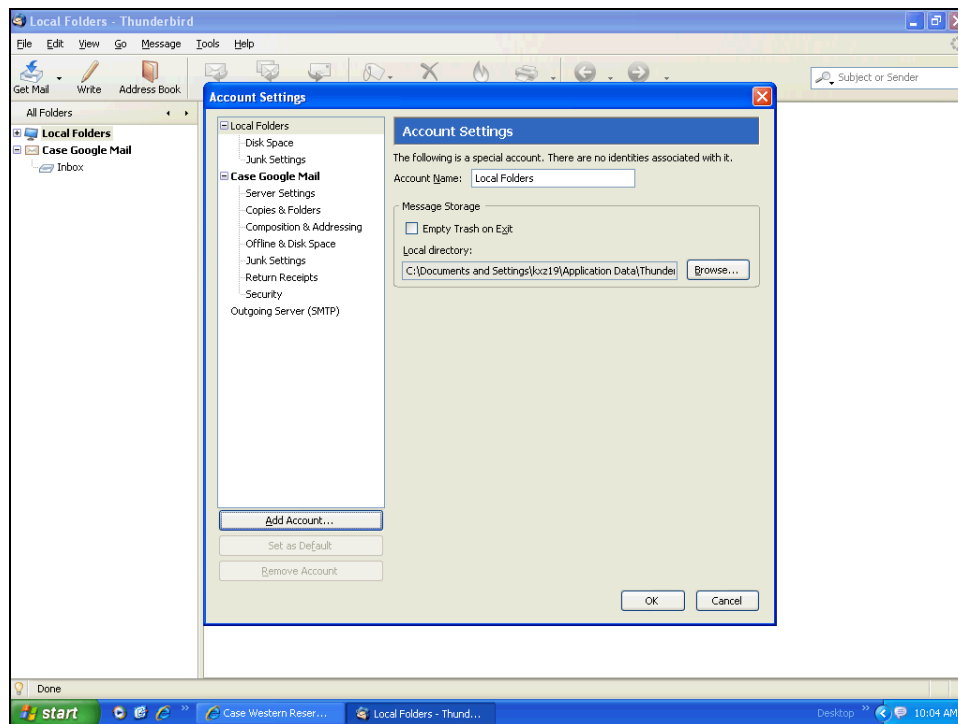 Local Folders - Thunderbird
File Edit View Go Message Tools Help
Get Mail Write Address Book
Subject or Sender
All Folders
Local Folders
Case Google Mail
Inbox
Account Settings
Local Folders
Disk Space
Junk Settings
Case Google Mail
Server Settings
Copies & Folders
Composition & Addressing
Offline & Disk Space
Junk Settings
Return Receipts
Security
Outgoing Server (SMTP)
Add Account...
Set as Default
Remove Account
Account Settings
The following is a special account. There are no identities associated with it.
Account Name: Local Folders
Message Storage
Empty Trash on Exit
Local directory:
C:\Documents and Settings\kxz19\Application Data\Thunder Browse...
OK Cancel
Done
start Case Western Reser... Local Folders - Thund... Desktop 10:04 AM